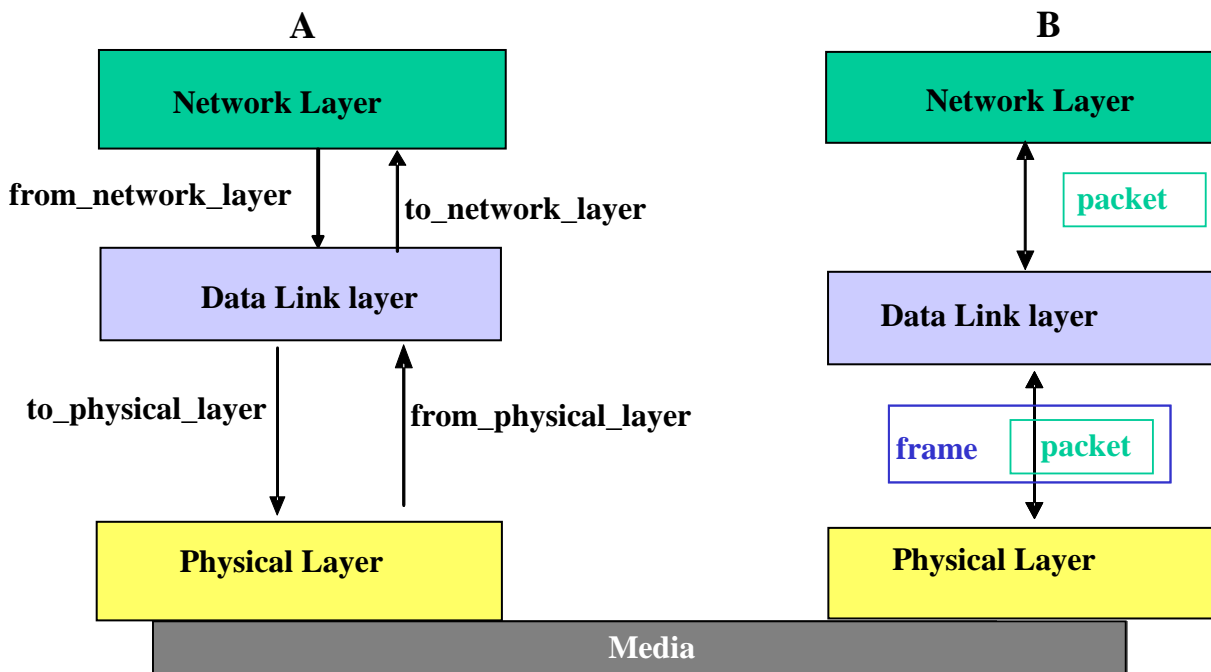 A
B
Network Layer
Network Layer
from_network_layer
to_network_layer
packet
Data Link layer
Data Link layer
to_physical_layer
from_physical_layer
frame
packet
Physical Layer
Physical Layer
Media